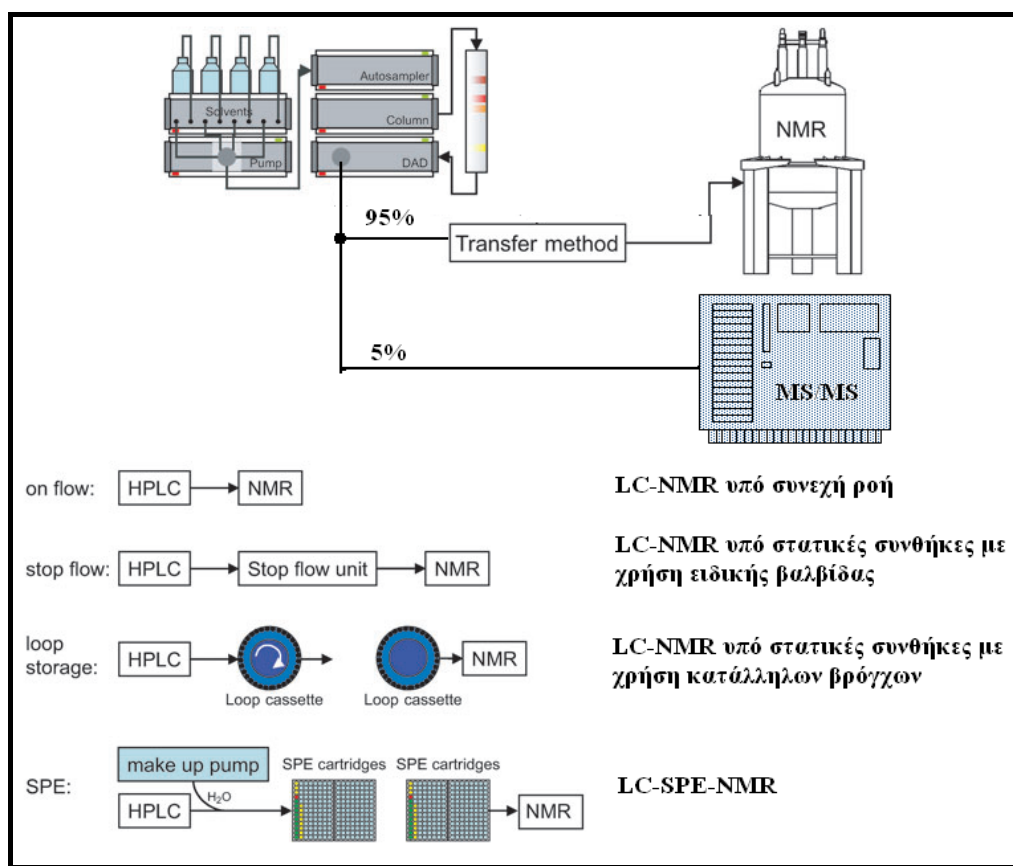 Autosampler
Solvents
Column
Pump
DAD
NMR
95%
Transfer method
5%
MS/MS
on flow: HPLC NMR
LC-NMR υπό συνεχή ροή
stop flow: HPLC Stop flow unit NMR
LC-NMR υπό στατικές συνθήκες με
χρήση ειδικής βαλβίδας
loop
storage: HPLC NMR
Loop cassette Loop cassette
LC-NMR υπό στατικές συνθήκες με
χρήση κατάλληλων βρόγχων
make up pump SPE cartridges SPE cartridges
SPE: H₂O
HPLC NMR
LC-SPE-NMR